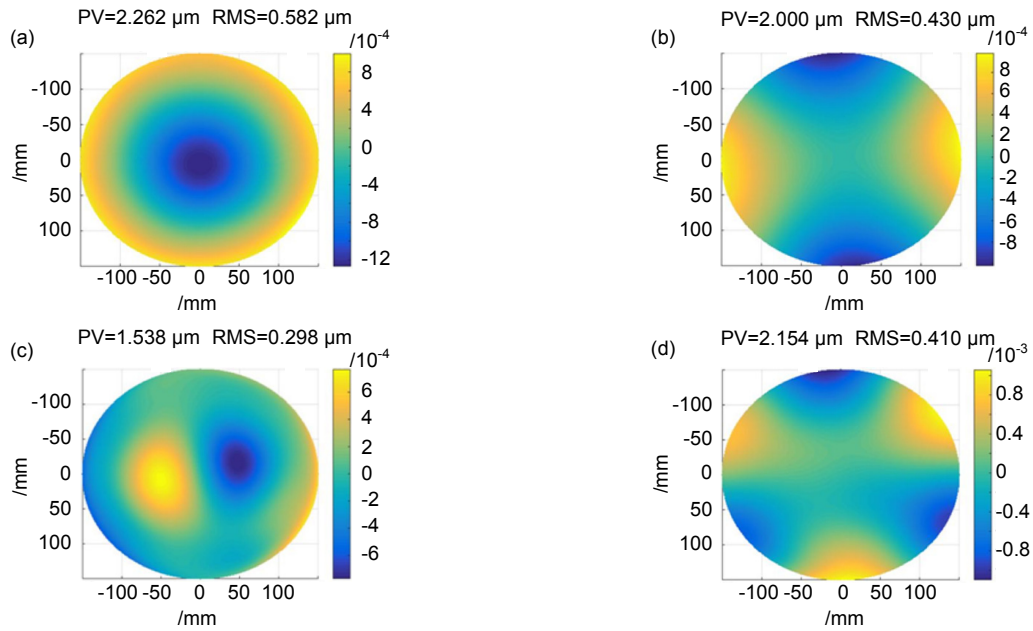 PV=2.262 μm RMS=0.582 μm
(a)
/10-4
8
4
0
-4
-8
-12
-100
-50
0
50
100
/mm
-100 -50 0 50 100
/mm
PV=2.000 μm RMS=0.430 μm
(b)
/10-4
8
6
4
2
0
-2
-4
-6
-8
-100
-50
0
50
100
/mm
-100 -50 0 50 100
/mm
PV=1.538 μm RMS=0.298 μm
(c)
/10-4
6
4
2
0
-2
-4
-6
-100
-50
0
50
100
/mm
-100 -50 0 50 100
/mm
PV=2.154 μm RMS=0.410 μm
(d)
/10-3
0.8
0.4
0
-0.4
-0.8
-100
-50
0
50
100
/mm
-100 -50 0 50 100
/mm